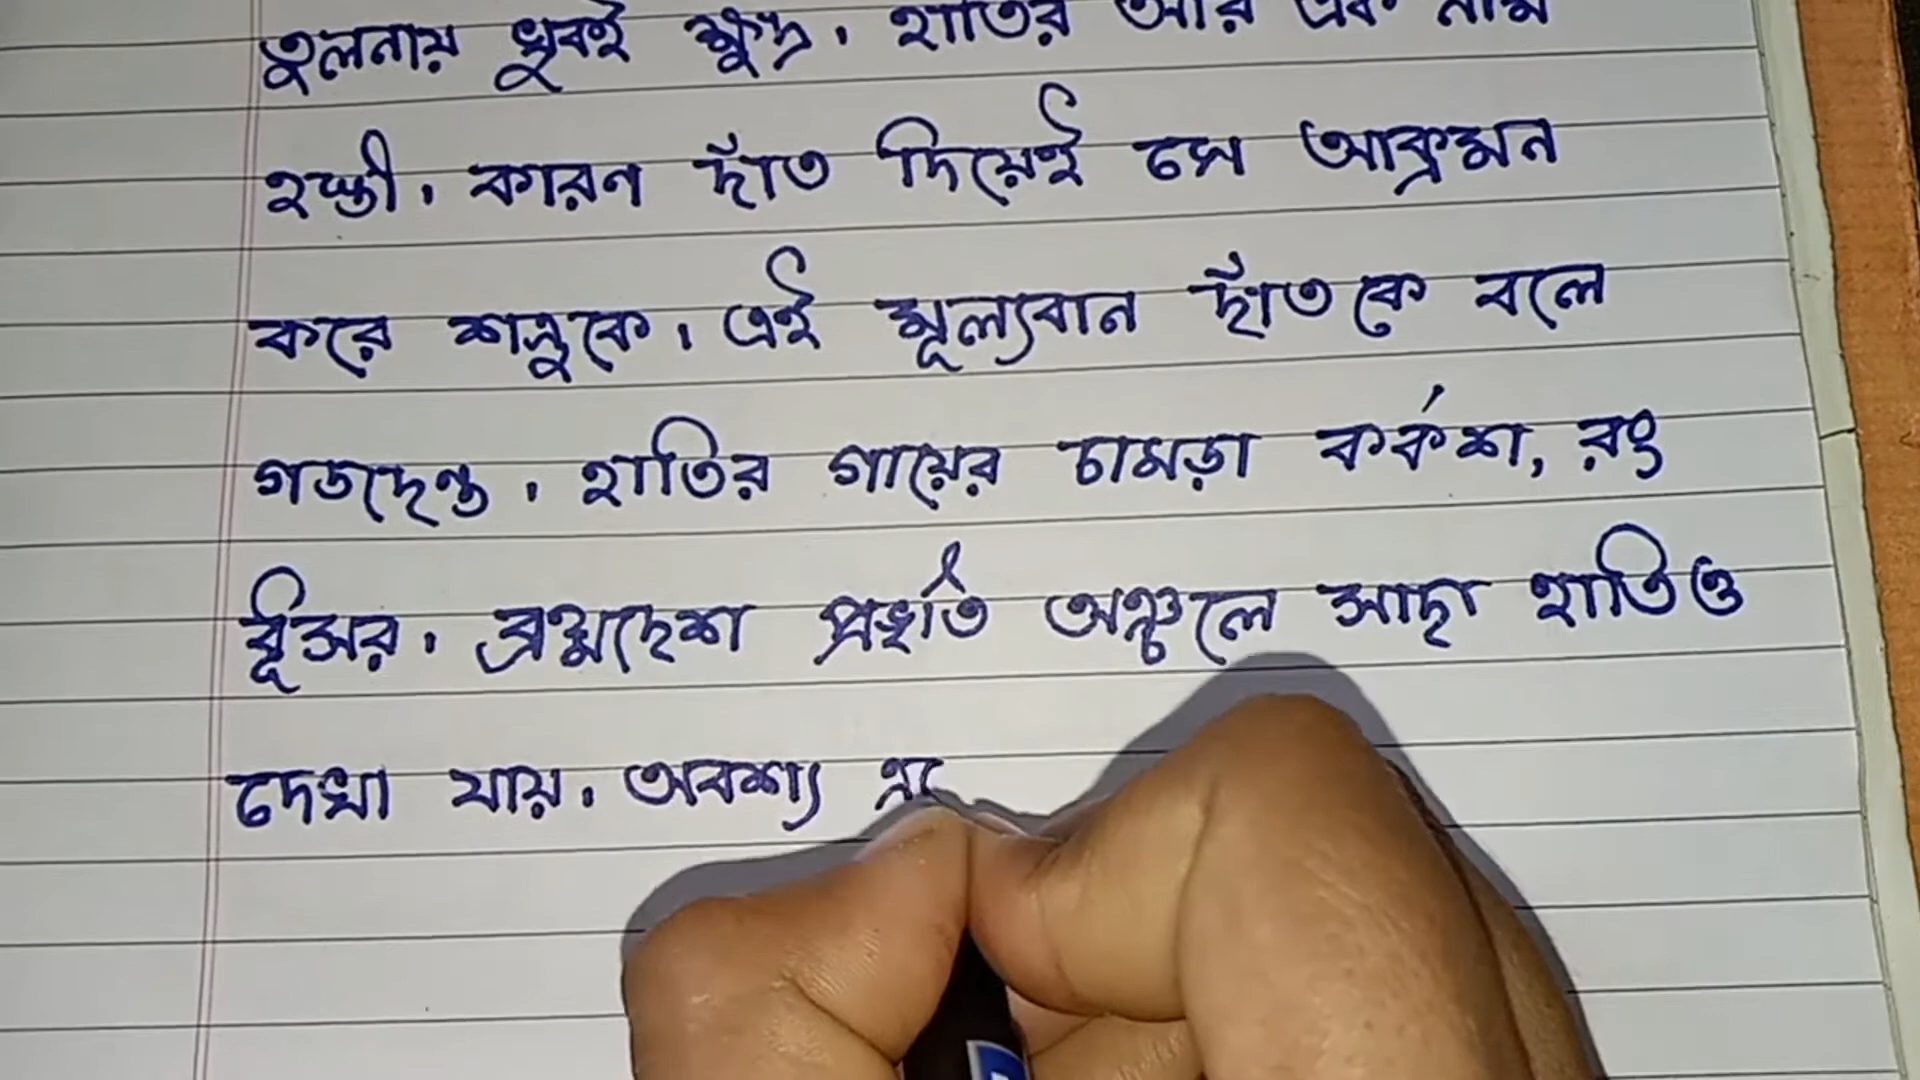 তুলনায় খুবই ক্ষুদ্র। হাতির আর এক নাম
হস্তী। কারন দাঁত দিয়েই সে আক্রমন
করে শত্রুকে। এই মূল্যবান দাঁতকে বলে
গজদন্ত। হাতির গায়ের চামড়া কর্কশ, রং
ধূসর। ব্রহ্মদেশ প্রভৃতি অঞ্চলে সাদা হাতিও
দেখা যায়। অবশ্য